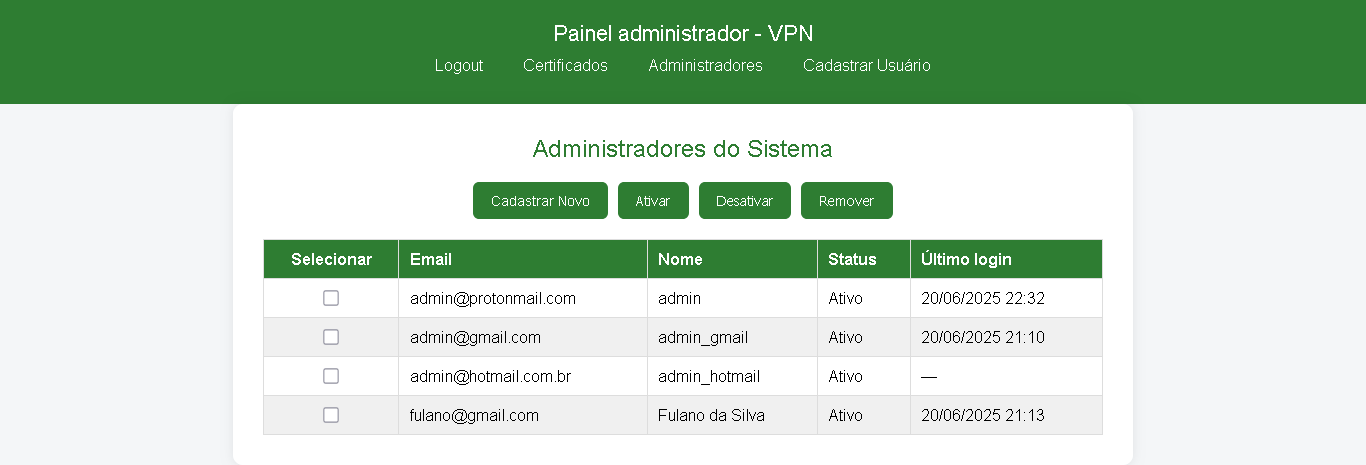 Painel administrador - VPN
Logout Certificados Administradores Cadastrar Usuário
Administradores do Sistema
Cadastrar Novo Ativar Desativar Remover
Selecionar Email Nome Status Último login
admin@protonmail.com admin Ativo 20/06/2025 22:32
admin@gmail.com admin_gmail Ativo 20/06/2025 21:10
admin@hotmail.com.br admin_hotmail Ativo —
fulano@gmail.com Fulano da Silva Ativo 20/06/2025 21:13